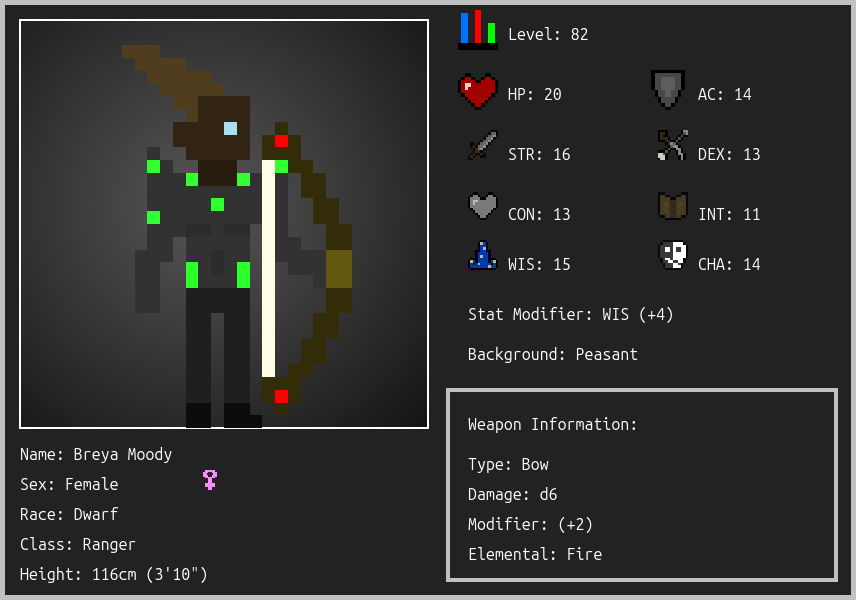 Level: 82
HP: 20
AC: 14
STR: 16
DEX: 13
CON: 13
INT: 11
WIS: 15
CHA: 14
Stat Modifier: WIS (+4)
Background: Peasant
Weapon Information:
Type: Bow
Damage: d6
Modifier: (+2)
Elemental: Fire
Name: Breya Moody
Sex: Female
Race: Dwarf
Class: Ranger
Height: 116cm (3'10")